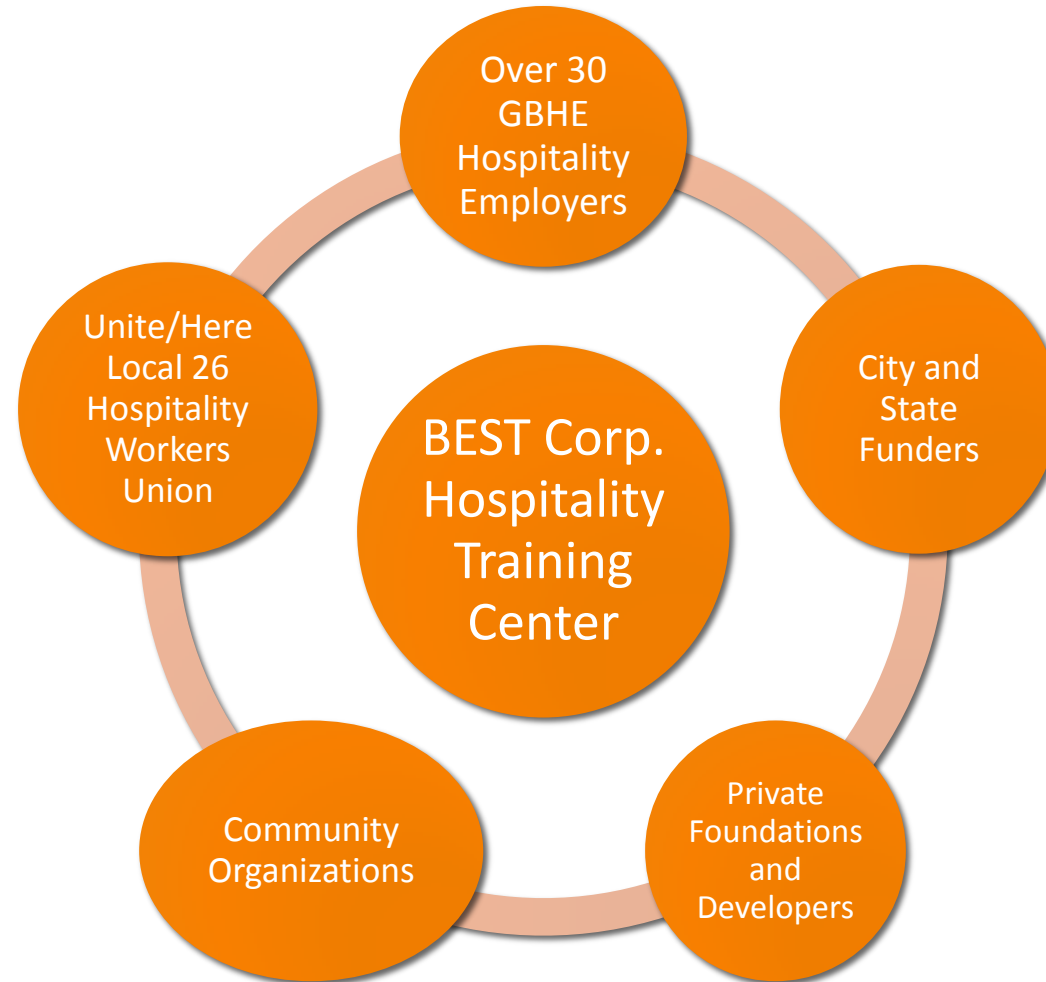 Over 30
GBHE
Hospitality
Employers
Unite/Here
Local 26
Hospitality
Workers
Union
City and
State
Funders
BEST Corp.
Hospitality
Training
Center
Community
Organizations
Private
Foundations
and
Developers